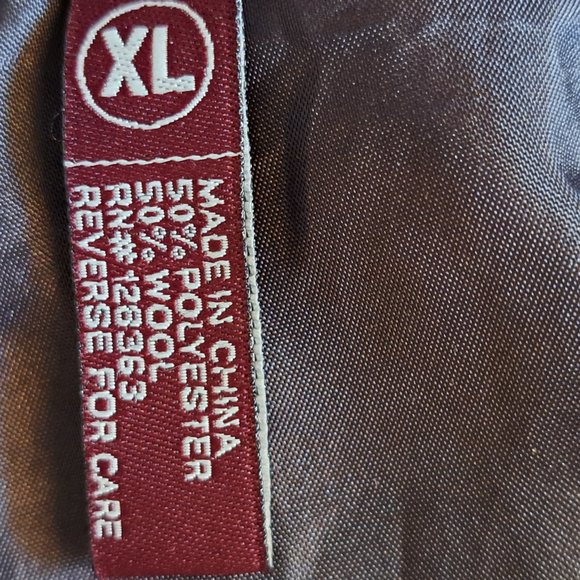 XL
MADE IN CHINA
50% POLYESTER
50% WOOL
RN# 128363
REVERSE FOR CARE